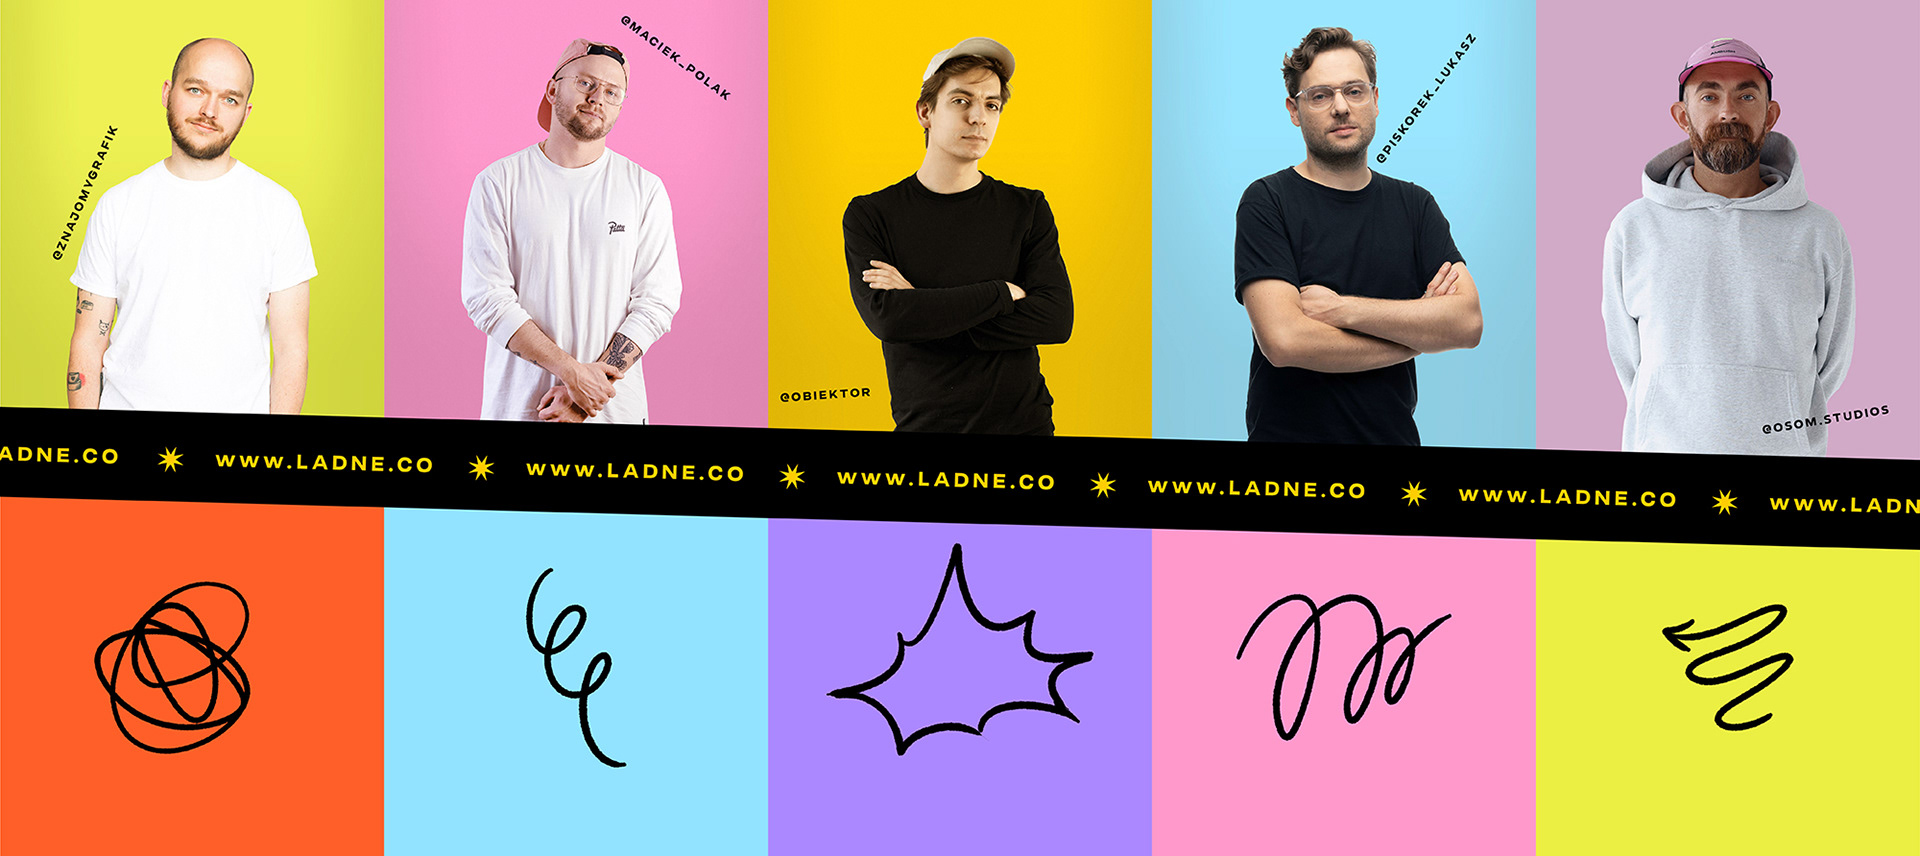 @ZNAJOMYGRAFIK
@MACIEK_POLAK
Patta
@OBIEKTOR
@PISKOREK_LUKASZ
@OSOM.STUDIOS
ADNE.CO ✷ WWW.LADNE.CO ✷ WWW.LADNE.CO ✷ WWW.LADNE.CO ✷ WWW.LADNE.CO ✷ WWW.LADNE.CO ✷ WWW.LADN